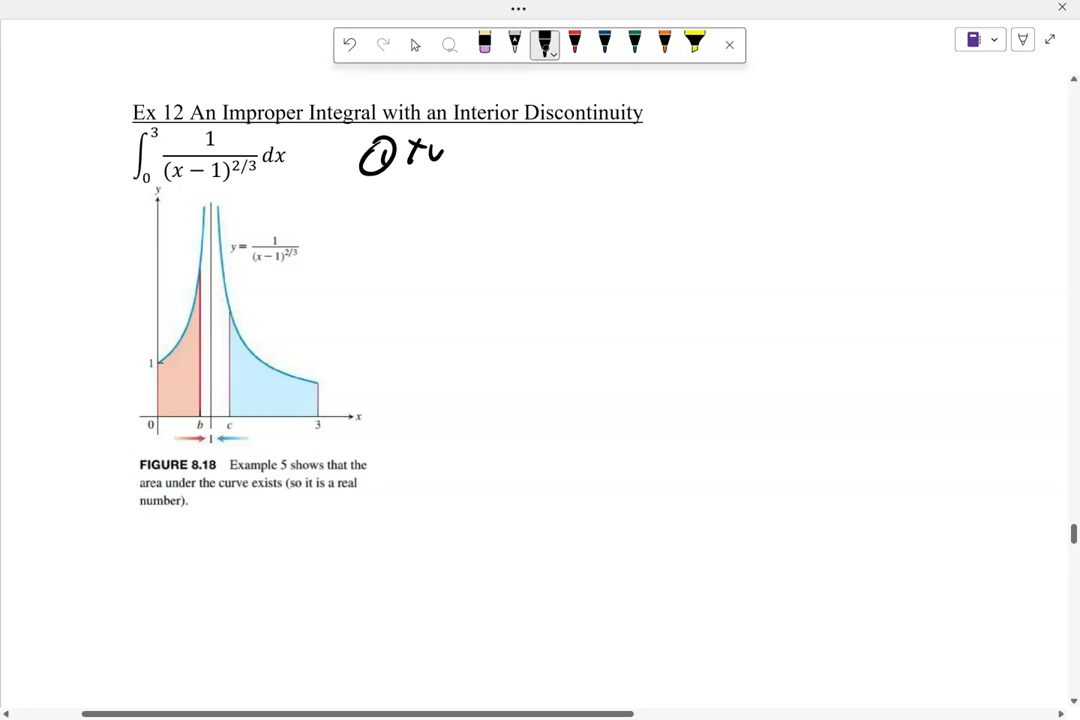 Ex 12 An Improper Integral with an Interior Discontinuity
∫₀³ 1/(x − 1)^{2/3} dx
①
y
y = 1/(x − 1)^{2/3}
1
0 b c 3 x
1
FIGURE 8.18 Example 5 shows that the
area under the curve exists (so it is a real
number).